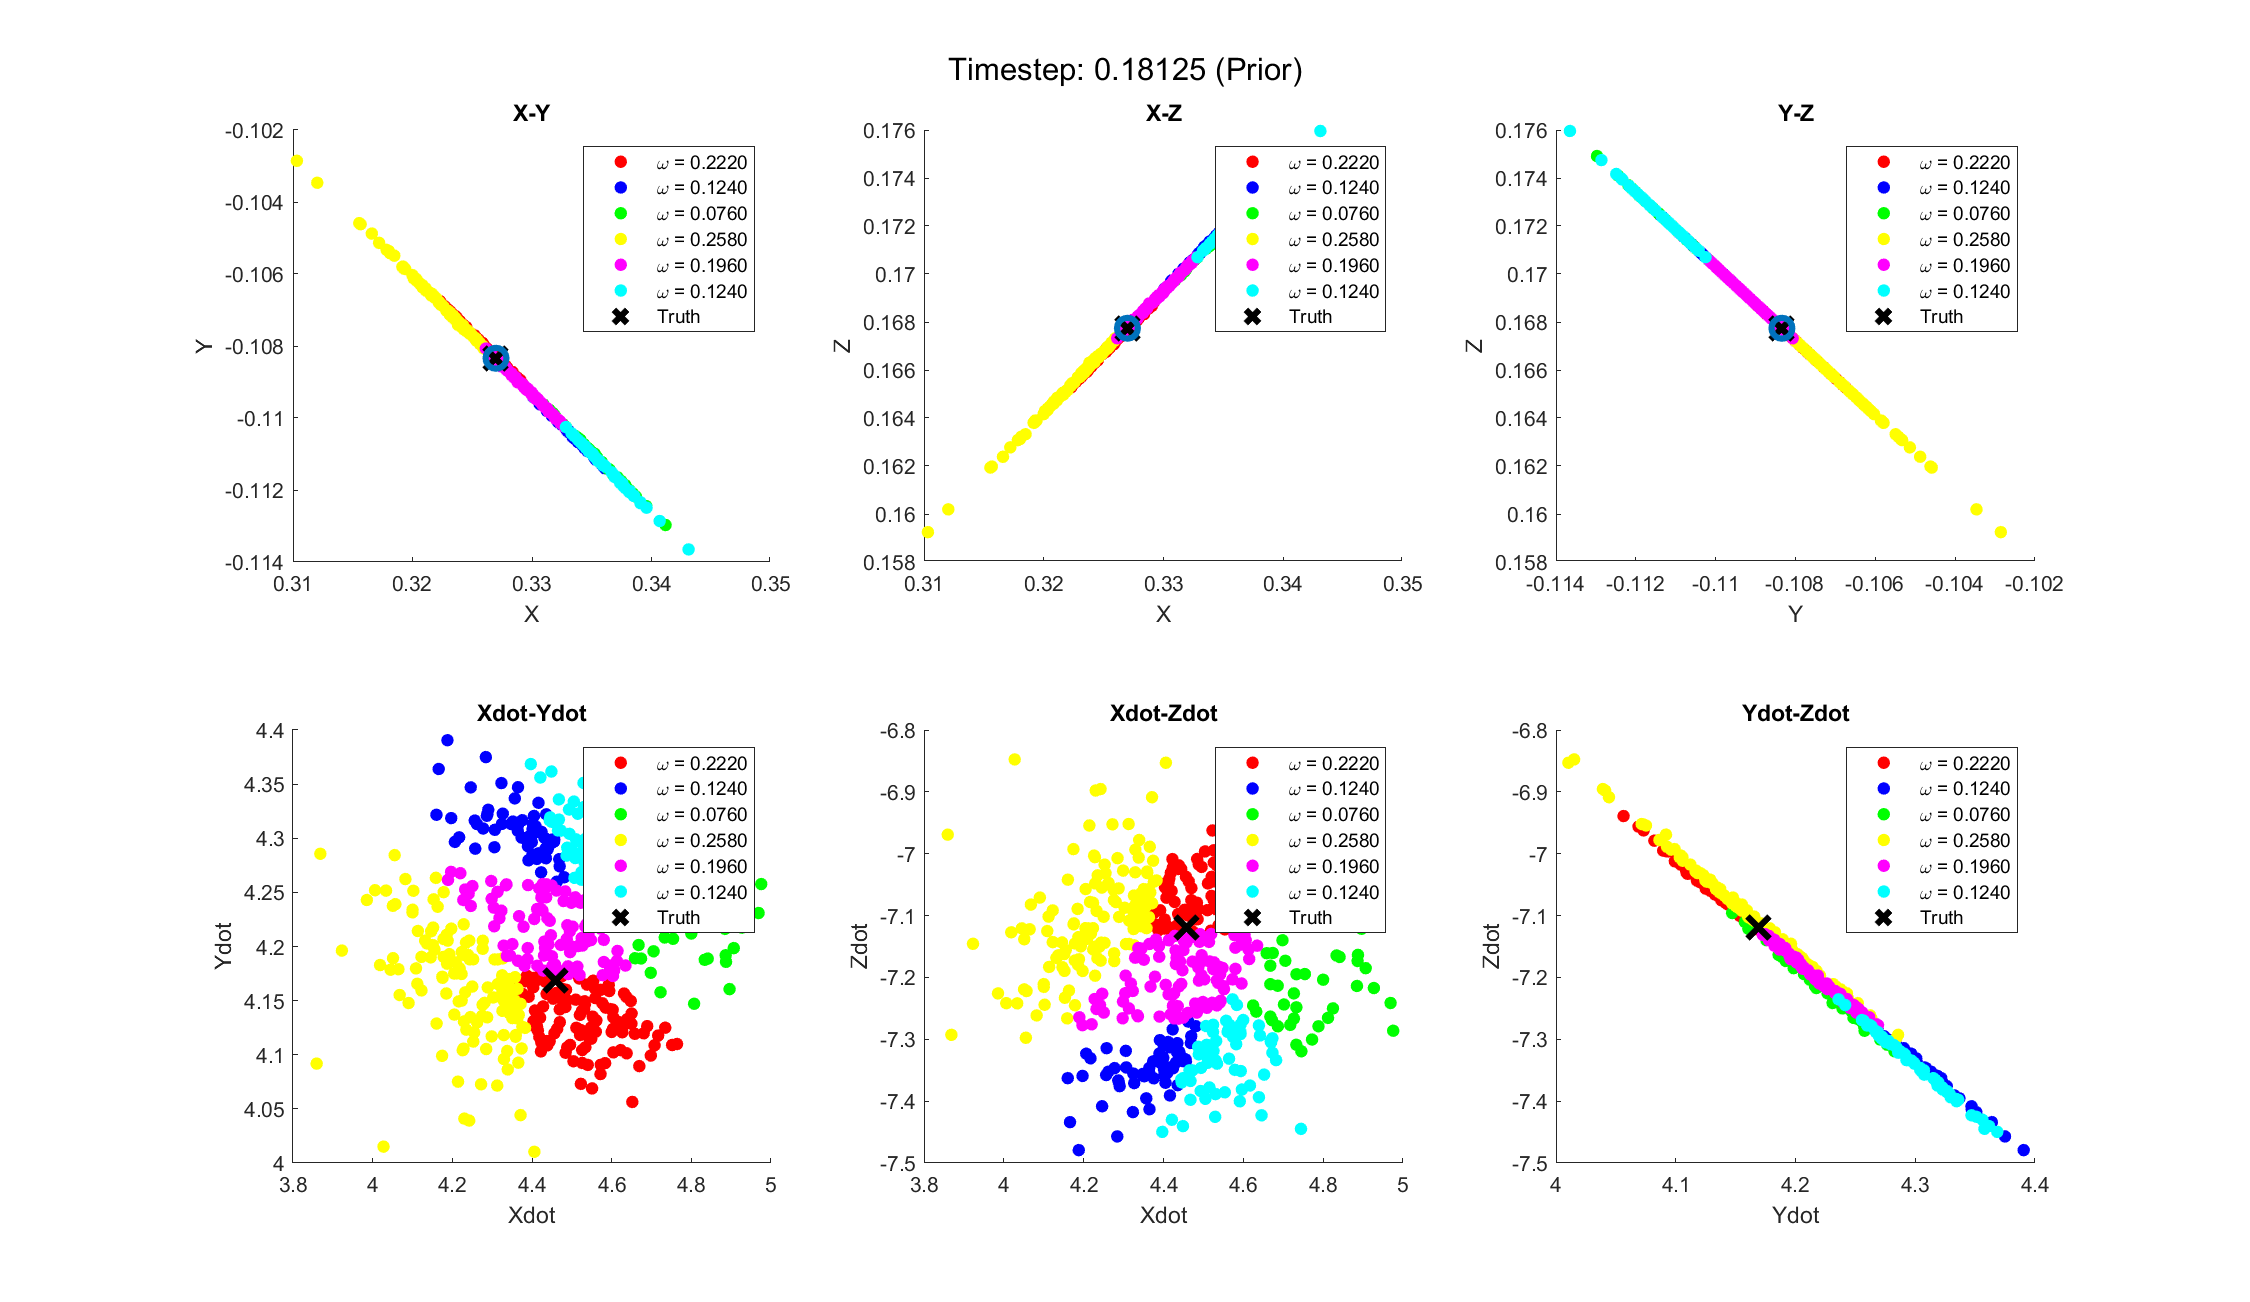 Timestep: 0.18125 (Prior)
X-Y
-0.102
-0.104
-0.106
-0.108
-0.11
-0.112
-0.114
Y
0.31
0.32
0.33
0.34
0.35
X
ω = 0.2220
ω = 0.1240
ω = 0.0760
ω = 0.2580
ω = 0.1960
ω = 0.1240
Truth
X-Z
0.176
0.174
0.172
0.17
0.168
0.166
0.164
0.162
0.16
0.158
Z
0.31
0.32
0.33
0.34
0.35
X
ω = 0.2220
ω = 0.1240
ω = 0.0760
ω = 0.2580
ω = 0.1960
ω = 0.1240
Truth
Y-Z
0.176
0.174
0.172
0.17
0.168
0.166
0.164
0.162
0.16
0.158
Z
-0.114
-0.112
-0.11
-0.108
-0.106
-0.104
-0.102
Y
ω = 0.2220
ω = 0.1240
ω = 0.0760
ω = 0.2580
ω = 0.1960
ω = 0.1240
Truth
Xdot-Ydot
4.4
4.35
4.3
4.25
4.2
4.15
4.1
4.05
4
Ydot
3.8
4
4.2
4.4
4.6
4.8
5
Xdot
ω = 0.2220
ω = 0.1240
ω = 0.0760
ω = 0.2580
ω = 0.1960
ω = 0.1240
Truth
Xdot-Zdot
-6.8
-6.9
-7
-7.1
-7.2
-7.3
-7.4
-7.5
Zdot
3.8
4
4.2
4.4
4.6
4.8
5
Xdot
ω = 0.2220
ω = 0.1240
ω = 0.0760
ω = 0.2580
ω = 0.1960
ω = 0.1240
Truth
Ydot-Zdot
-6.8
-6.9
-7
-7.1
-7.2
-7.3
-7.4
-7.5
Zdot
4
4.1
4.2
4.3
4.4
Ydot
ω = 0.2220
ω = 0.1240
ω = 0.0760
ω = 0.2580
ω = 0.1960
ω = 0.1240
Truth